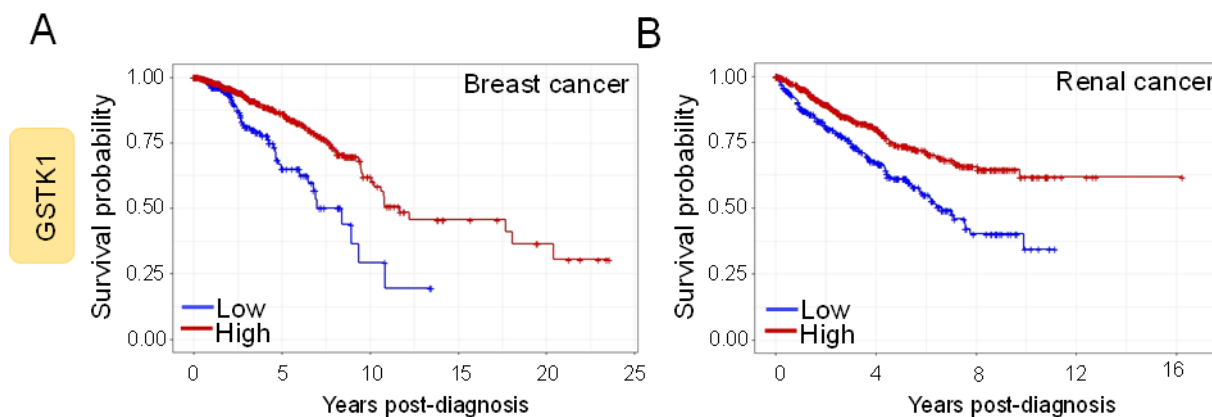 A
B
GSTK1
Breast cancer
Survival probability
1.00
0.75
0.50
0.25
0.00
Low
High
0 5 10 15 20 25
Years post-diagnosis
Renal cancer
Survival probability
1.00
0.75
0.50
0.25
0.00
Low
High
0 4 8 12 16
Years post-diagnosis